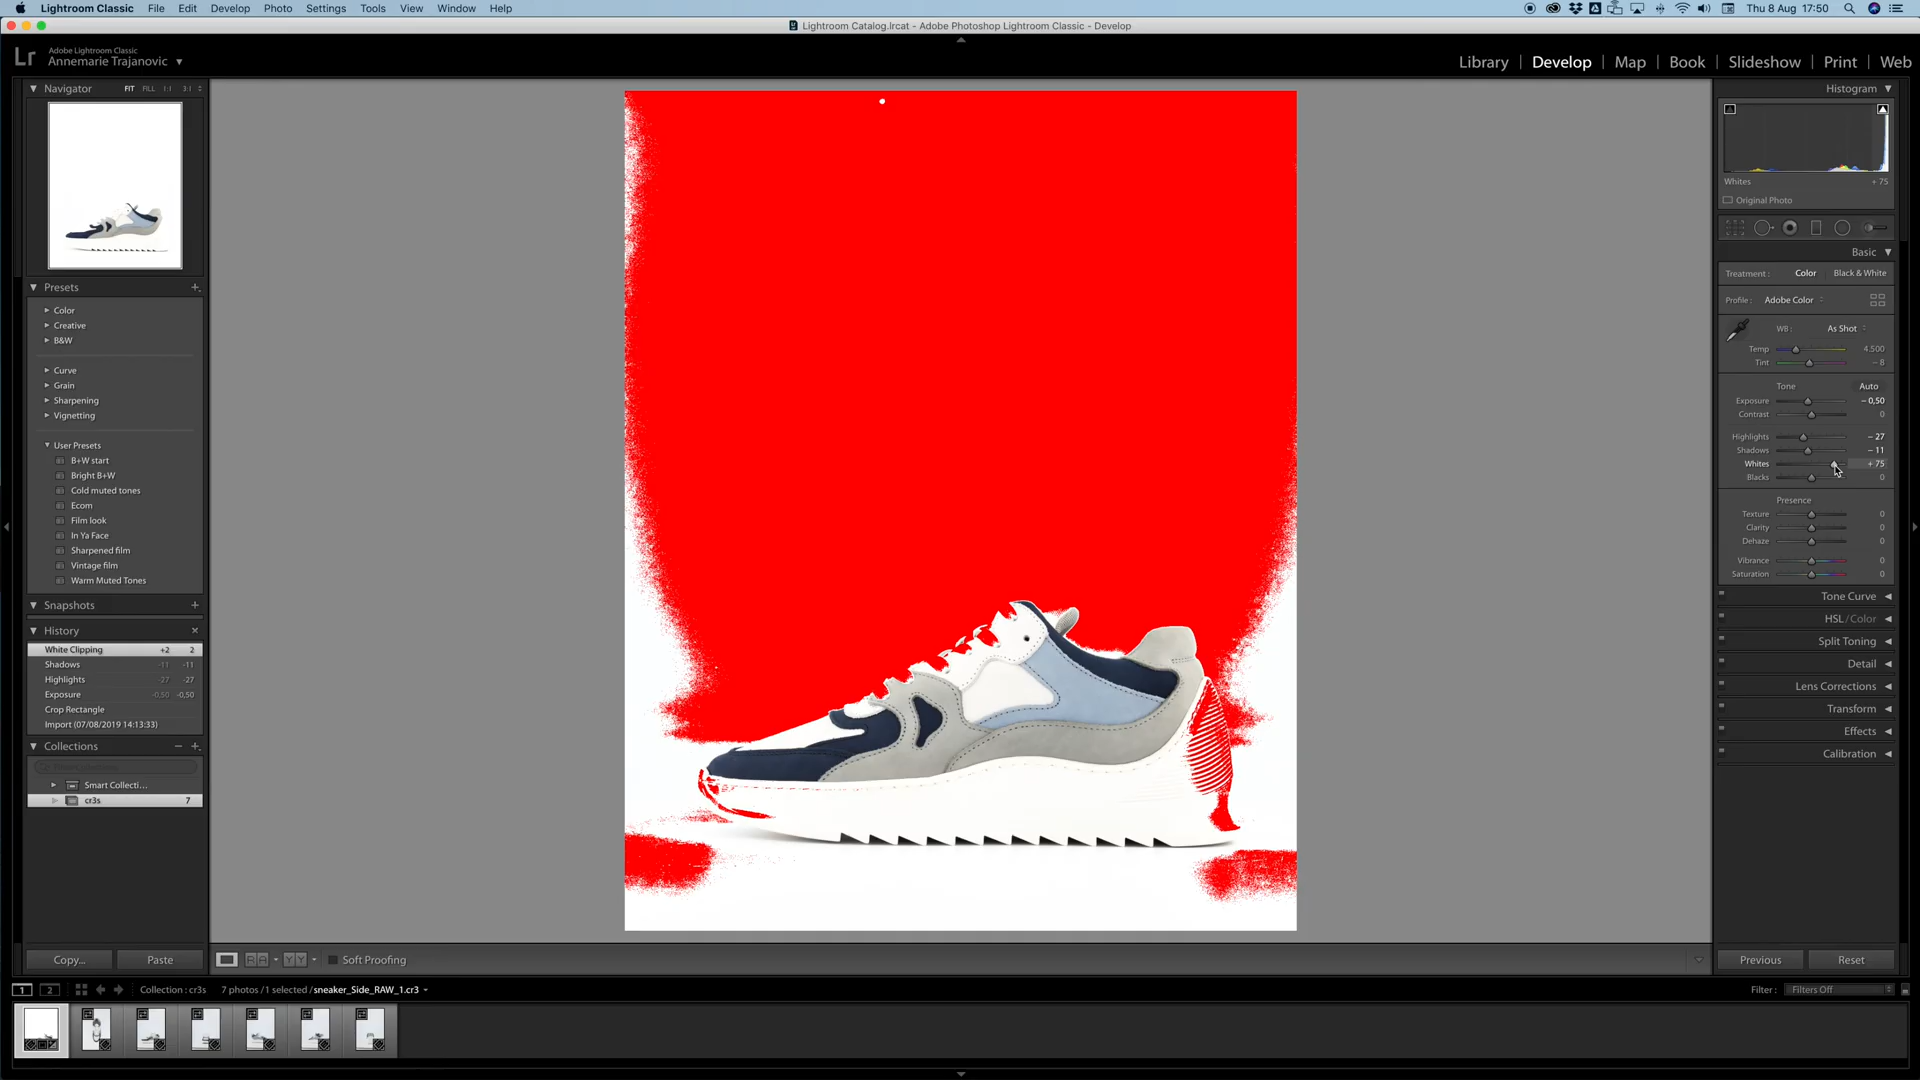 Lightroom Classic File Edit Develop Photo Settings Tools View Window Help Thu 8 Aug 17:50
Lightroom Catalog.lrcat - Adobe Photoshop Lightroom Classic - Develop
Lr Adobe Lightroom Classic
Annemarie Trajanovic
Library | Develop | Map | Book | Slideshow | Print | Web
Navigator FIT FILL 1:1 3:1
Presets
Color
Creative
B&W
Curve
Grain
Sharpening
Vignetting
User Presets
B+W start
Bright B+W
Cold muted tones
Ecom
Film look
In Ya Face
Sharpened film
Vintage film
Warm Muted Tones
Snapshots
History
White Clipping +2 2
Shadows -11 -11
Highlights -27 -27
Exposure -0,50 -0,50
Crop Rectangle
Import (07/08/2019 14:13:33)
Collections
Smart Collecti...
cr3s 7
Copy... Paste
Soft Proofing
Histogram
Whites + 75
Original Photo
Basic
Treatment : Color Black & White
Profile : Adobe Color
WB : As Shot
Temp 4.500
Tint - 8
Tone Auto
Exposure - 0,50
Contrast 0
Highlights - 27
Shadows - 11
Whites + 75
Blacks 0
Presence
Texture 0
Clarity 0
Dehaze 0
Vibrance 0
Saturation 0
Tone Curve
HSL / Color
Split Toning
Detail
Lens Corrections
Transform
Effects
Calibration
Previous Reset
1 2 Collection : cr3s 7 photos / 1 selected / sneaker_Side_RAW_1.cr3 Filter : Filters Off